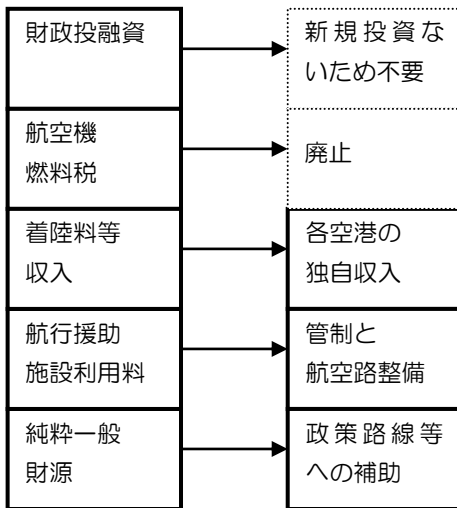 財政投融資
新規投資な
いため不要
航空機
燃料税
廃止
着陸料等
収入
各空港の
独自収入
航行援助
施設利用料
管制と
航空路整備
純粋一般
財源
政策路線等
への補助